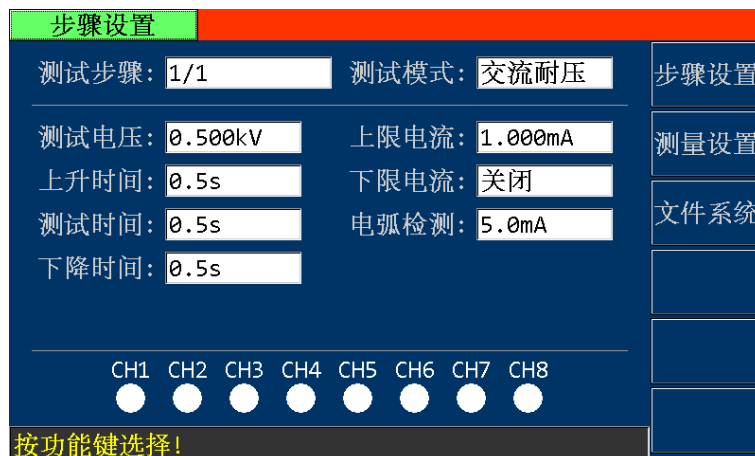 步骤设置
测试步骤: 1/1 测试模式: 交流耐压
测试电压: 0.500kV 上限电流: 1.000mA
上升时间: 0.5s 下限电流: 关闭
测试时间: 0.5s 电弧检测: 5.0mA
下降时间: 0.5s
CH1 CH2 CH3 CH4 CH5 CH6 CH7 CH8
按功能键选择!
步骤设置
测量设置
文件系统